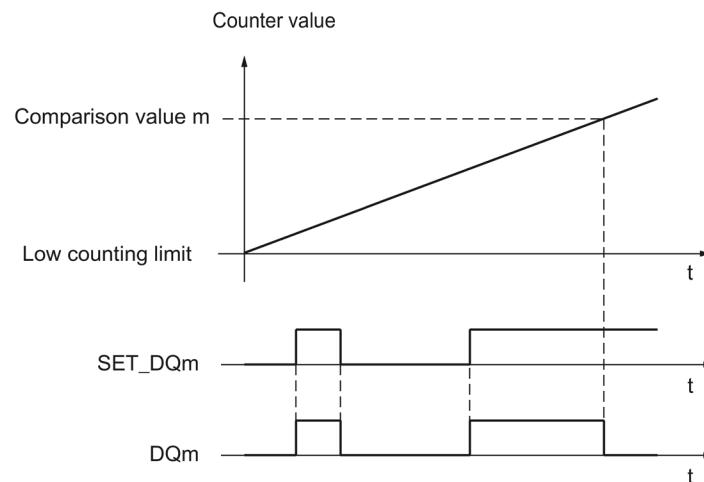 Counter value
Comparison value m
Low counting limit
t
SET_DQm
t
DQm
t